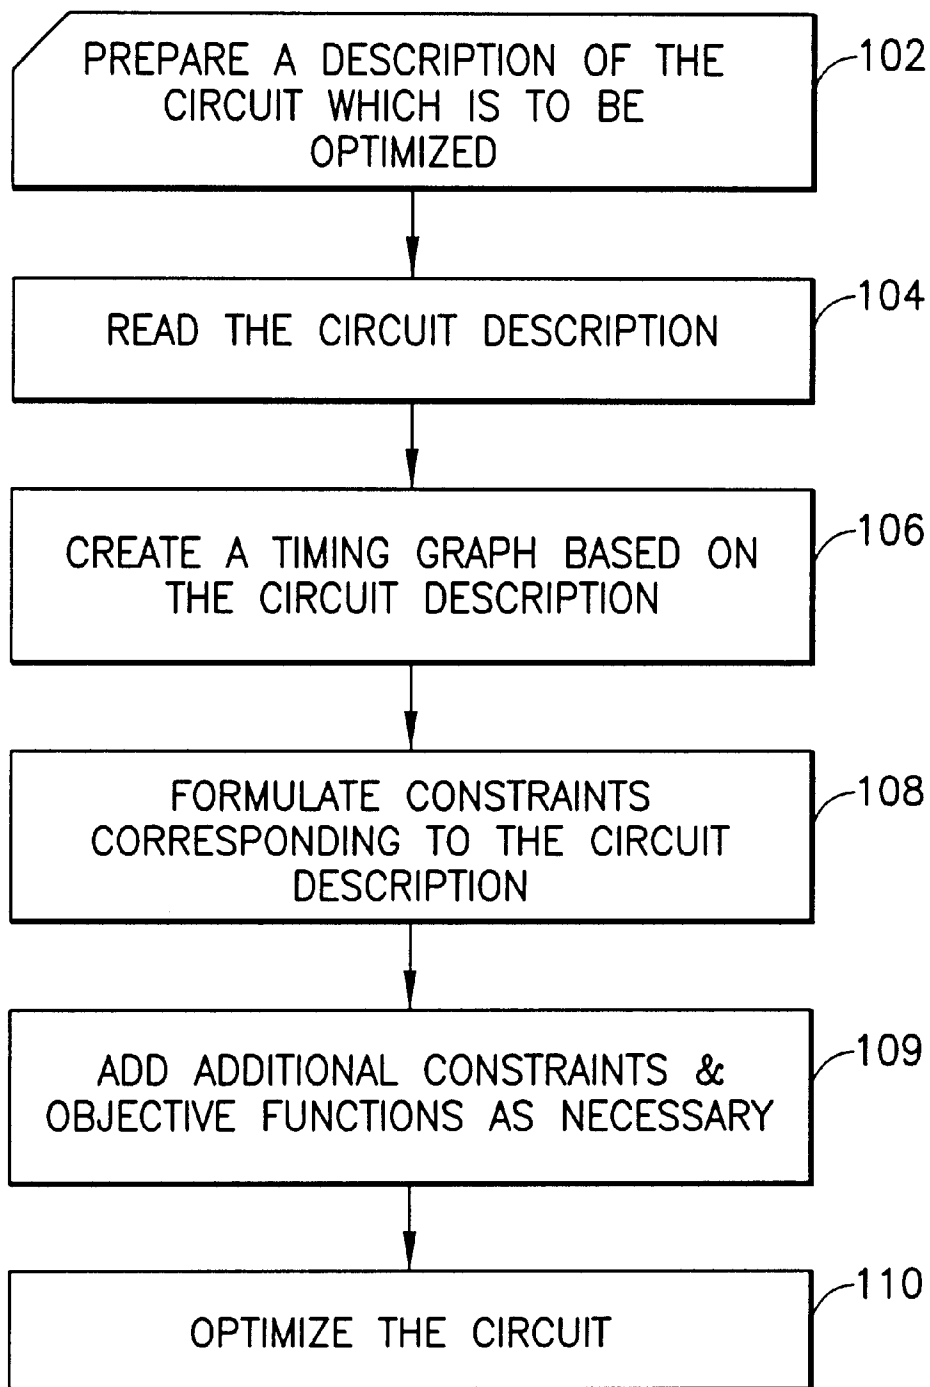 PREPARE A DESCRIPTION OF THE
CIRCUIT WHICH IS TO BE
OPTIMIZED
102
READ THE CIRCUIT DESCRIPTION
104
CREATE A TIMING GRAPH BASED ON
THE CIRCUIT DESCRIPTION
106
FORMULATE CONSTRAINTS
CORRESPONDING TO THE CIRCUIT
DESCRIPTION
108
ADD ADDITIONAL CONSTRAINTS &
OBJECTIVE FUNCTIONS AS NECESSARY
109
OPTIMIZE THE CIRCUIT
110